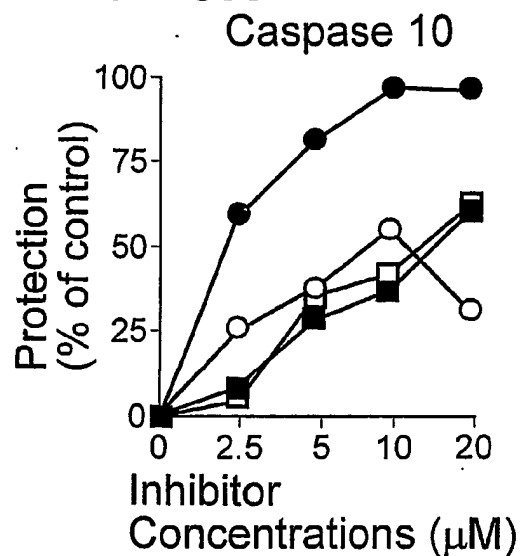 Caspase 10
100
75
50
25
0
Protection
(% of control)
0 2.5 5 10 20
Inhibitor
Concentrations (μM)